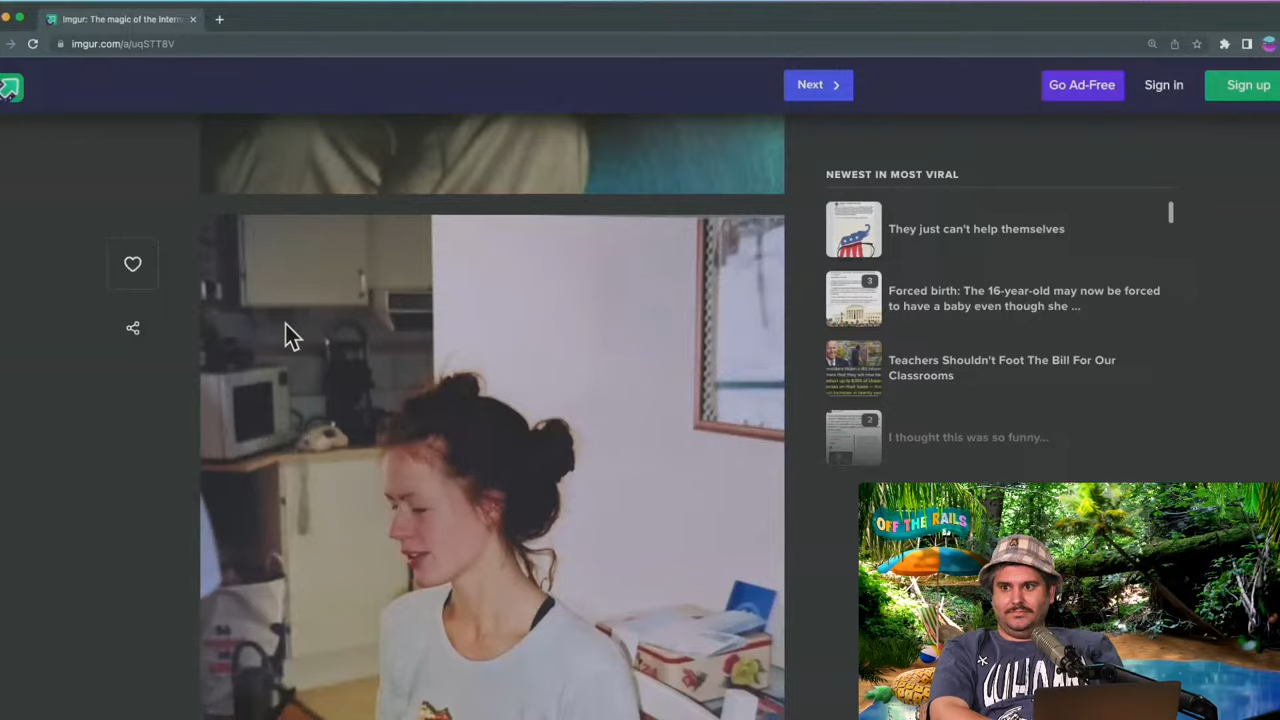 Imgur: The magic of the Intern
imgur.com/a/uqSTT8V
Next
Go Ad-Free
Sign in
Sign up
NEWEST IN MOST VIRAL
They just can't help themselves
3
Forced birth: The 16-year-old may now be forced
to have a baby even though she ...
Teachers Shouldn't Foot The Bill For Our
Classrooms
2
I thought this was so funny...
OFF THE RAILS